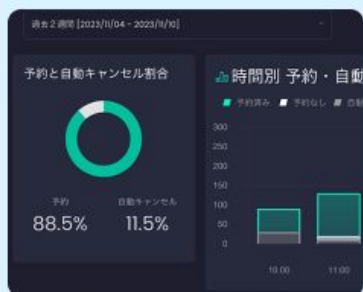 過去2週間 [2023/11/04 - 2023/11/10]
予約と自動キャンセル割合
予約 自動キャンセル
88.5% 11.5%
時間別 予約・自動
予約済み 予約なし 自動
300
250
200
150
100
50
0
10:00 11:00